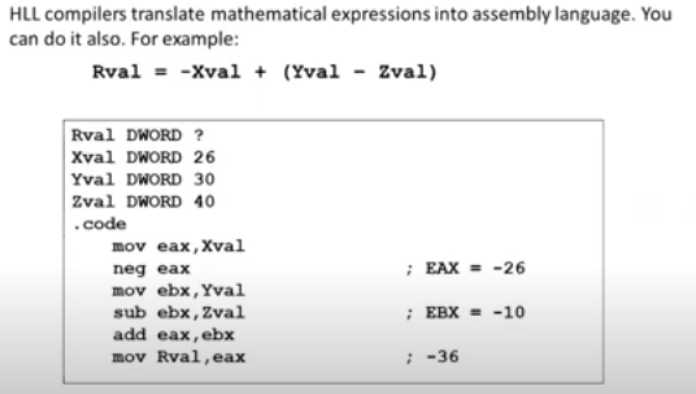 HLL compilers translate mathematical expressions into assembly language. You
can do it also. For example:
Rval = -Xval + (Yval - Zval)
Rval DWORD ?
Xval DWORD 26
Yval DWORD 30
Zval DWORD 40
.code
mov eax,Xval
neg eax ; EAX = -26
mov ebx,Yval
sub ebx,Zval ; EBX = -10
add eax,ebx
mov Rval,eax ; -36